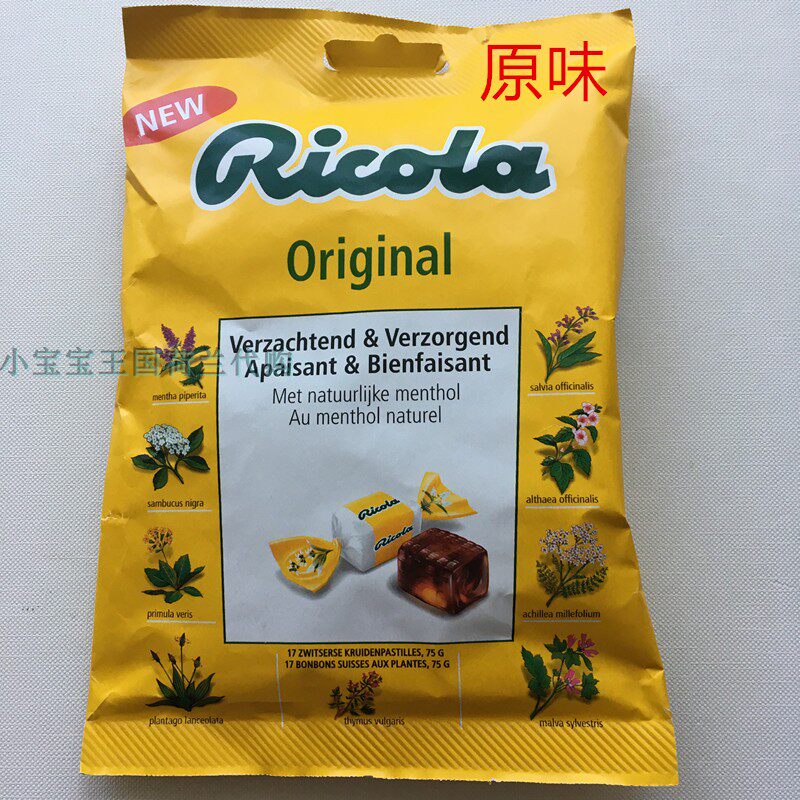 原味
NEW
Ricola
Original
Verzachtend & Verzorgend
Apaisant & Bienfaisant
Met natuurlijke menthol
Au menthol naturel
小宝宝王国荷兰代购
mentha piperita
salvia officinalis
sambucus nigra
althaea officinalis
Ricola
Ricola
primula veris
achillea millefolium
17 ZWITSERSE KRUIDENPASTILLES, 75 G
17 BONBONS SUISSES AUX PLANTES, 75 G
plantago lanceolata
thymus vulgaris
malva sylvestris